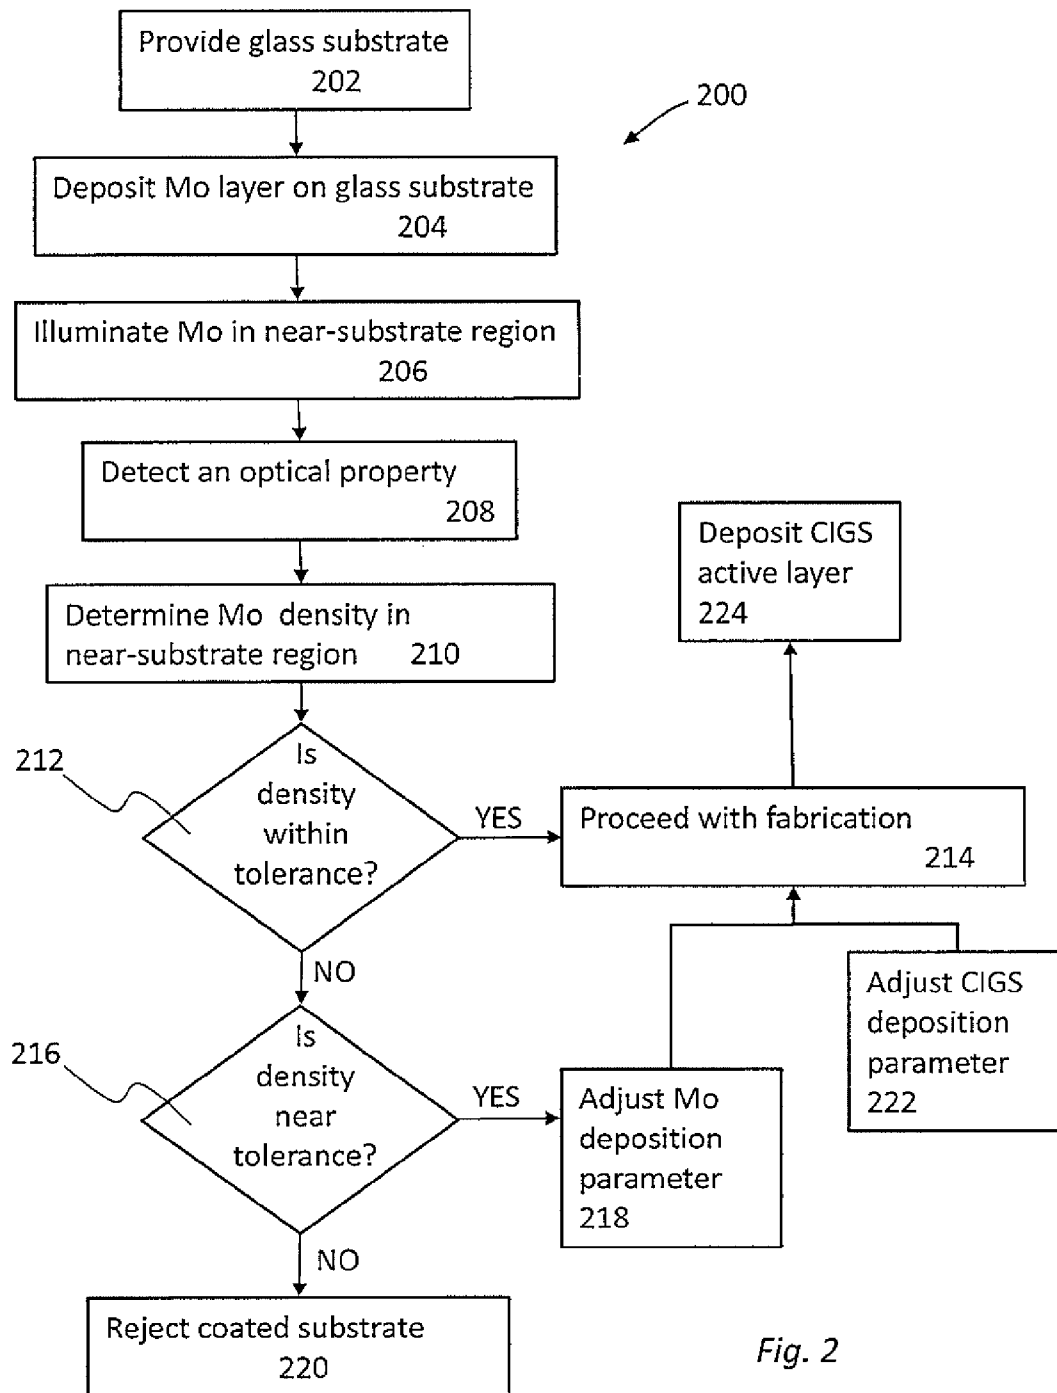 Provide glass substrate
202
200
Deposit Mo layer on glass substrate
204
Illuminate Mo in near-substrate region
206
Detect an optical property
208
Deposit CIGS
active layer
224
Determine Mo density in
near-substrate region 210
212
Is
density
within
tolerance?
YES
Proceed with fabrication
214
NO
Adjust CIGS
deposition
parameter
222
216
Is
density
near
tolerance?
YES
Adjust Mo
deposition
parameter
218
NO
Reject coated substrate
220
Fig. 2